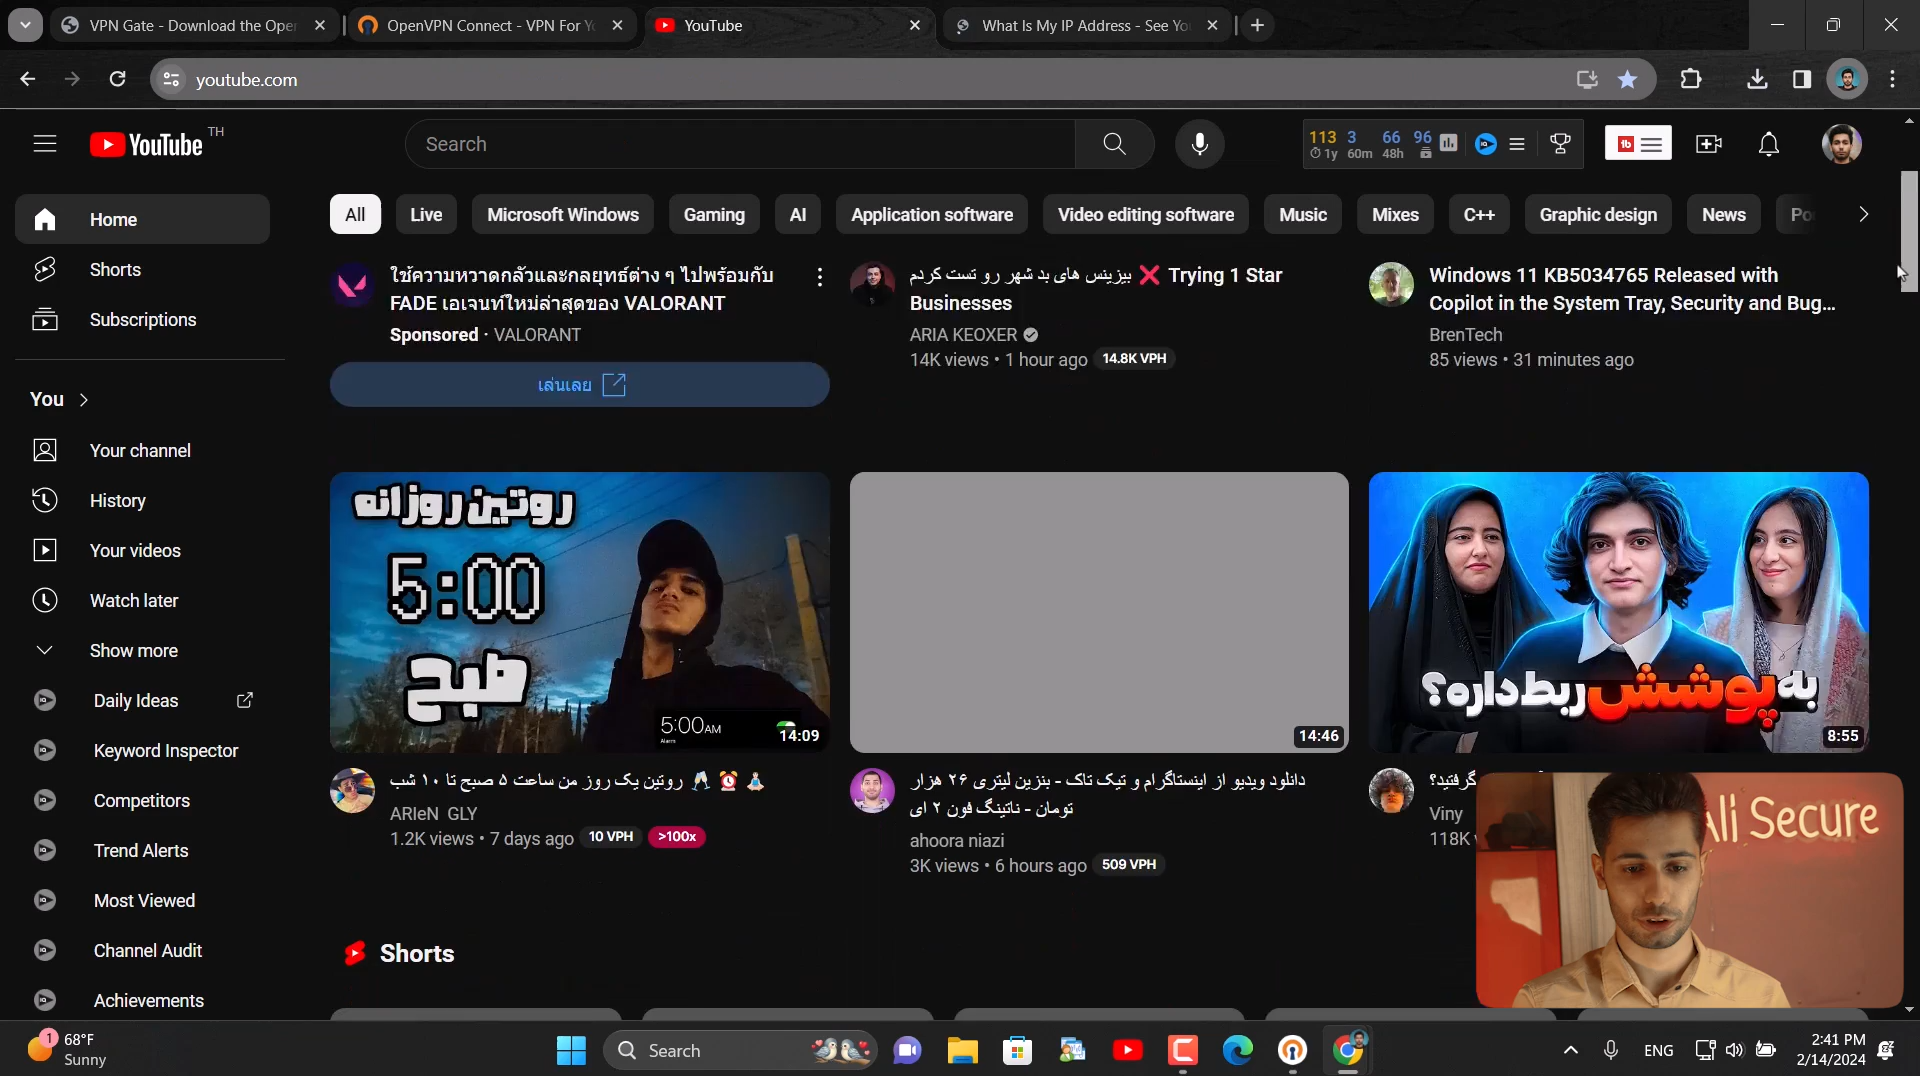 VPN Gate - Download the Oper
OpenVPN Connect - VPN For Y
YouTube
What Is My IP Address - See Yo
youtube.com
YouTube TH
Search
113 3 66 96
1y 60m 48h
All
Live
Microsoft Windows
Gaming
AI
Application software
Video editing software
Music
Mixes
C++
Graphic design
News
Po
Home
Shorts
Subscriptions
You
Your channel
History
Your videos
Watch later
Show more
Daily Ideas
Keyword Inspector
Competitors
Trend Alerts
Most Viewed
Channel Audit
Achievements
ใช้ความหวาดกลัวและกลยุทธ์ต่าง ๆ ไปพร้อมกับ
FADE เอเจนท์ใหม่ล่าสุดของ VALORANT
Sponsored · VALORANT
เล่นเลย
بیزینس های بد شهر رو تست کردم ❌ Trying 1 Star
Businesses
ARIA KEOXER
14K views • 1 hour ago 14.8K VPH
Windows 11 KB5034765 Released with
Copilot in the System Tray, Security and Bug...
BrenTech
85 views • 31 minutes ago
روتین روزانه
5:00
صبح
5:00AM
Alarm
14:09
روتین یک روز من ساعت ۵ صبح تا ۱۰ شب
ARIeN GLY
1.2K views • 7 days ago 10 VPH >100x
14:46
دانلود ویدیو از اینستاگرام و تیک تاک - بنزین لیتری ۲۶ هزار
تومان - ناتینگ فون ۲ ای
ahoora niazi
3K views • 6 hours ago 509 VPH
به پوشش ربط داره؟
8:55
گرفتید؟
Viny
118K
Ali Secure
Shorts
1
68°F
Sunny
Search
ENG
2:41 PM
2/14/2024